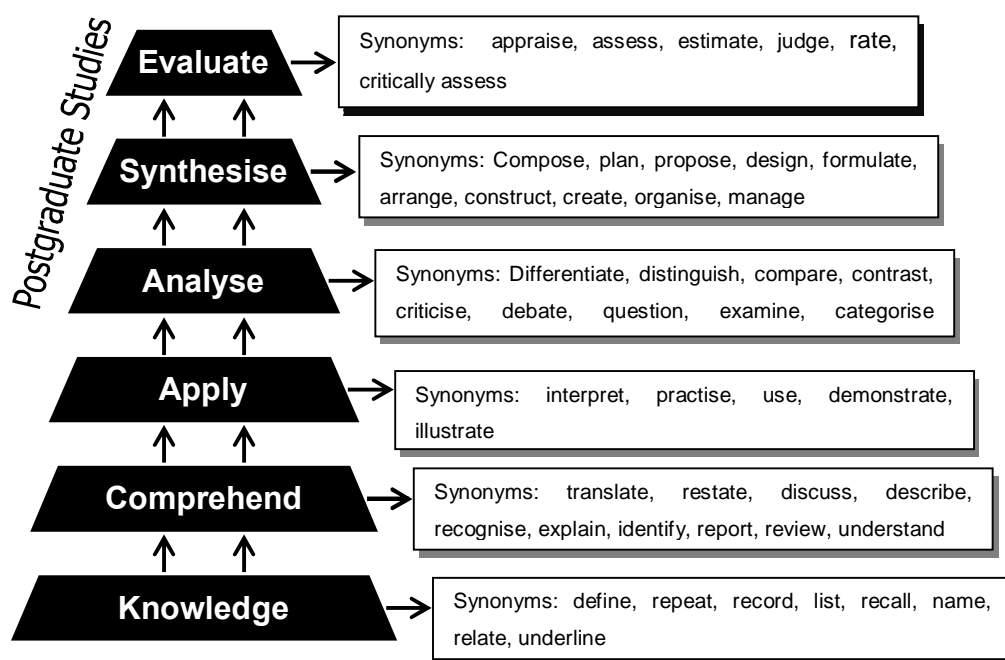 Postgraduate Studies
Evaluate
Synonyms: appraise, assess, estimate, judge, rate,
critically assess
Synthesise
Synonyms: Compose, plan, propose, design, formulate,
arrange, construct, create, organise, manage
Analyse
Synonyms: Differentiate, distinguish, compare, contrast,
criticise, debate, question, examine, categorise
Apply
Synonyms: interpret, practise, use, demonstrate,
illustrate
Comprehend
Synonyms: translate, restate, discuss, describe,
recognise, explain, identify, report, review, understand
Knowledge
Synonyms: define, repeat, record, list, recall, name,
relate, underline